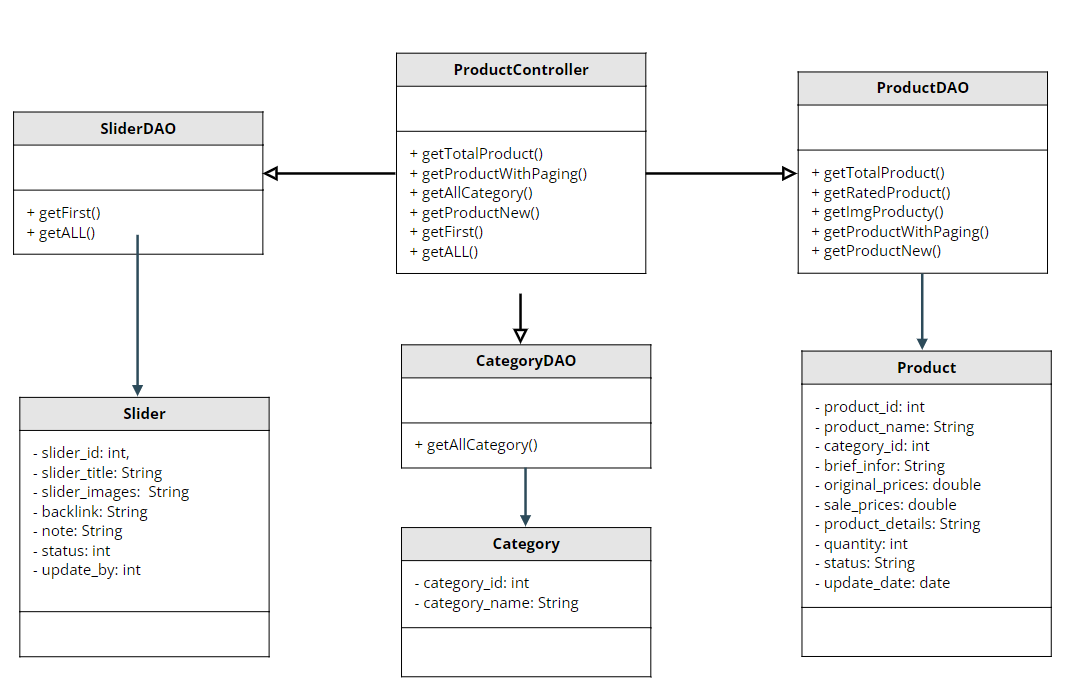 ProductController
+ getTotalProduct()
+ getProductWithPaging()
+ getAllCategory()
+ getProductNew()
+ getFirst()
+ getALL()
SliderDAO
+ getFirst()
+ getALL()
ProductDAO
+ getTotalProduct()
+ getRatedProduct()
+ getImgProducty()
+ getProductWithPaging()
+ getProductNew()
CategoryDAO
+ getAllCategory()
Slider
- slider_id: int,
- slider_title: String
- slider_images:  String
- backlink: String
- note: String
- status: int
- update_by: int
Category
- category_id: int
- category_name: String
Product
- product_id: int
- product_name: String
- category_id: int
- brief_infor: String
- original_prices: double
- sale_prices: double
- product_details: String
- quantity: int
- status: String
- update_date: date